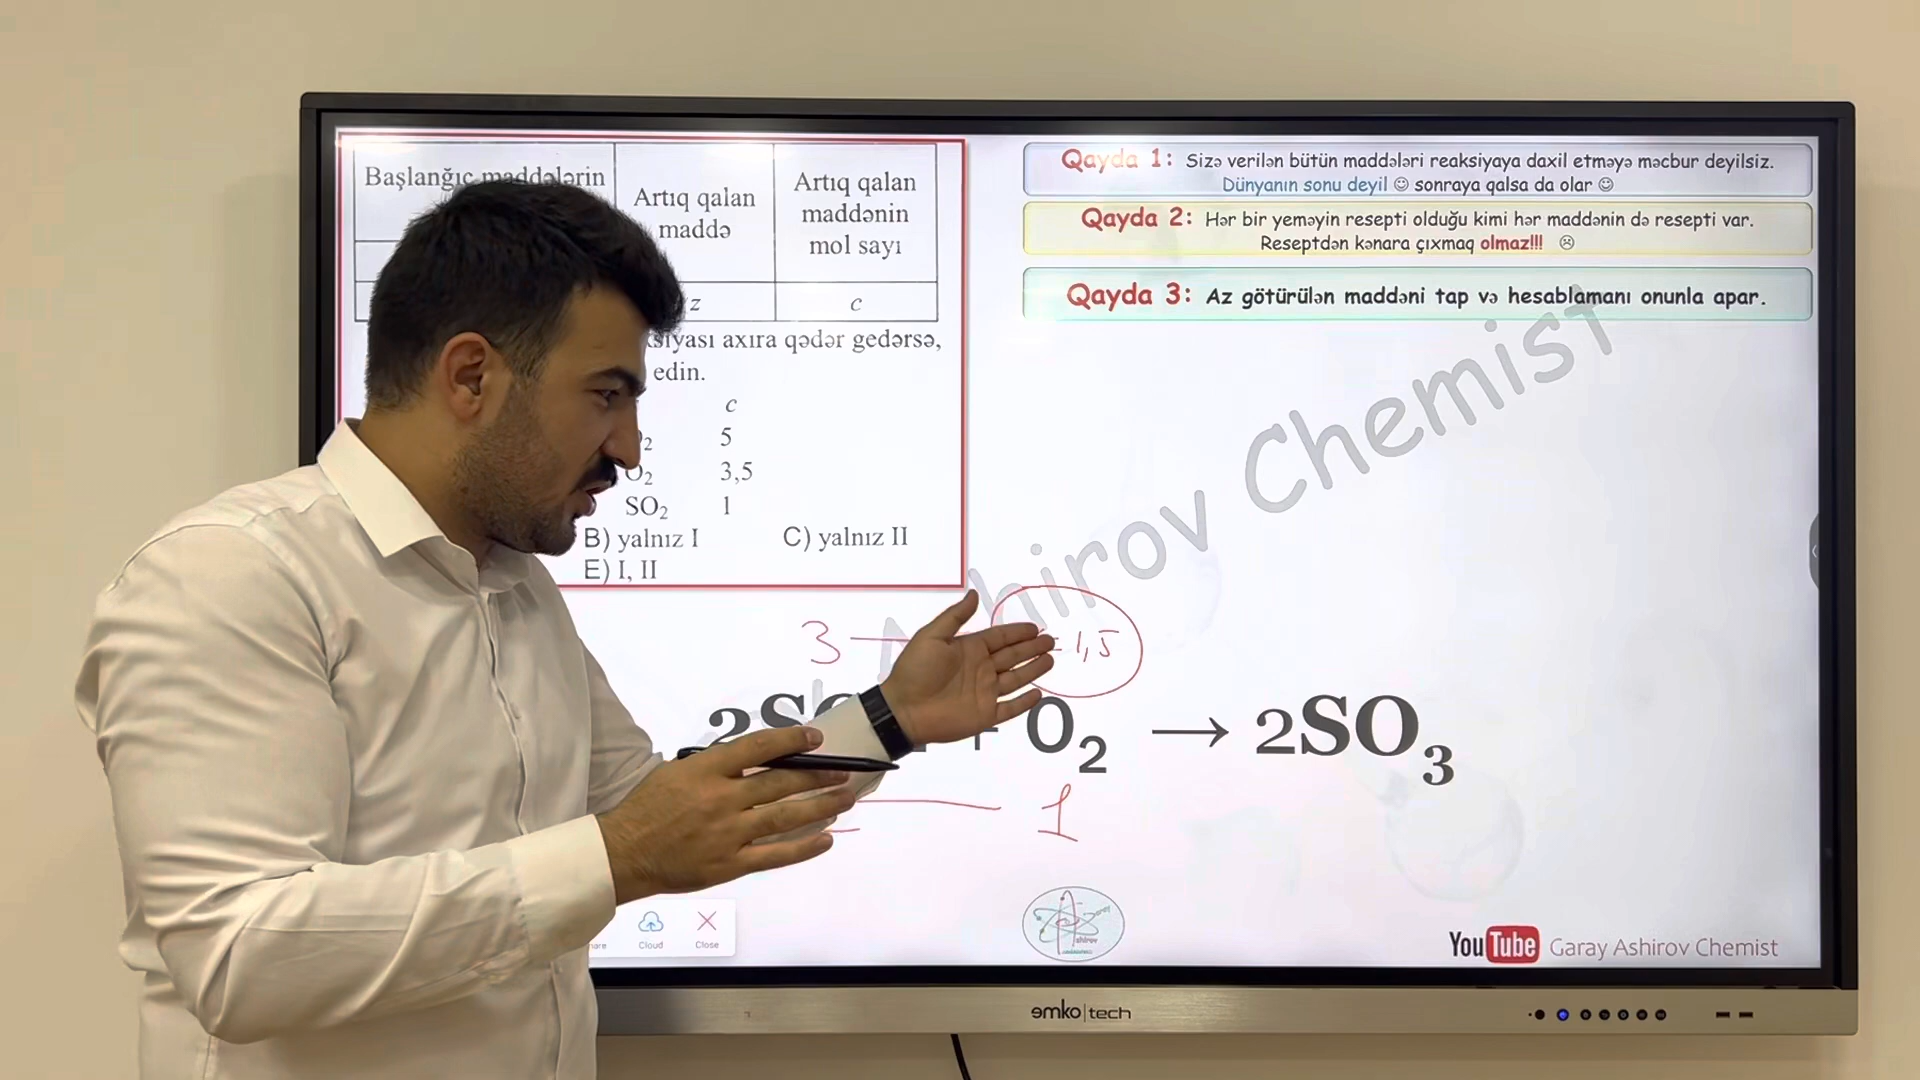 Başlanğıc maddələrin
Artıq qalan
maddə
Artıq qalan
maddənin
mol sayı
z
c
axıra qədər gedərsə,
edin.
c
5
O₂
3,5
SO₂
1
B) yalnız I
C) yalnız II
E) I, II
Qayda 1: Sizə verilən bütün maddələri reaksiyaya daxil etməyə məcbur deyilsiz.
Dünyanın sonu deyil ☺ sonraya qalsa da olar ☺
Qayda 2: Hər bir yeməyin resepti olduğu kimi hər maddənin də resepti var.
Reseptdən kənara çıxmaq olmaz!!! ☹
Qayda 3: Az götürülən maddəni tap və hesablamanı onunla apar.
Chemist
3
= 1,5
+ O₂ → 2SO₃
1
Cloud
Close
YouTube Garay Ashirov Chemist
emko|tech